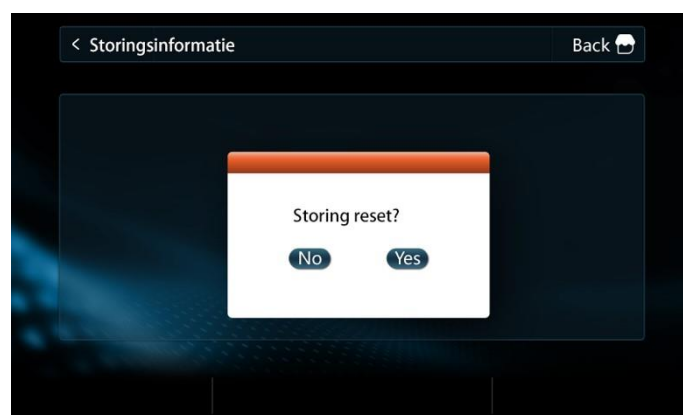 < Storingsinformatie Back
Storing reset?
No Yes